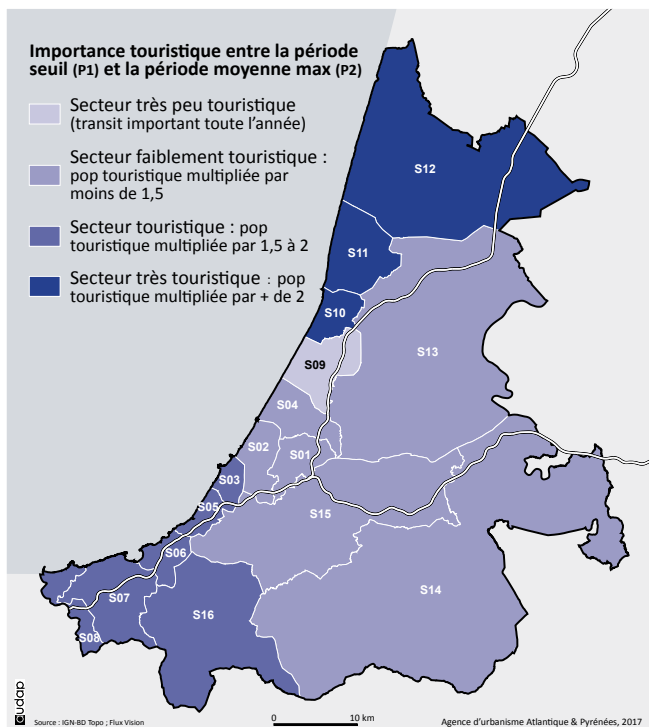 Importance touristique entre la période
seuil (P1) et la période moyenne max (P2)
Secteur très peu touristique
(transit important toute l'année)
Secteur faiblement touristique :
pop touristique multipliée par
moins de 1,5
Secteur touristique : pop
touristique multipliée par 1,5 à 2
Secteur très touristique : pop
touristique multipliée par + de 2
S12
S11
S10
S09
S13
S04
S02
S01
S03
S05
S15
S06
S07
S14
S16
S08
audap
Source : IGN-BD Topo ; Flux Vision
0 10 km
Agence d'urbanisme Atlantique & Pyrénées, 2017